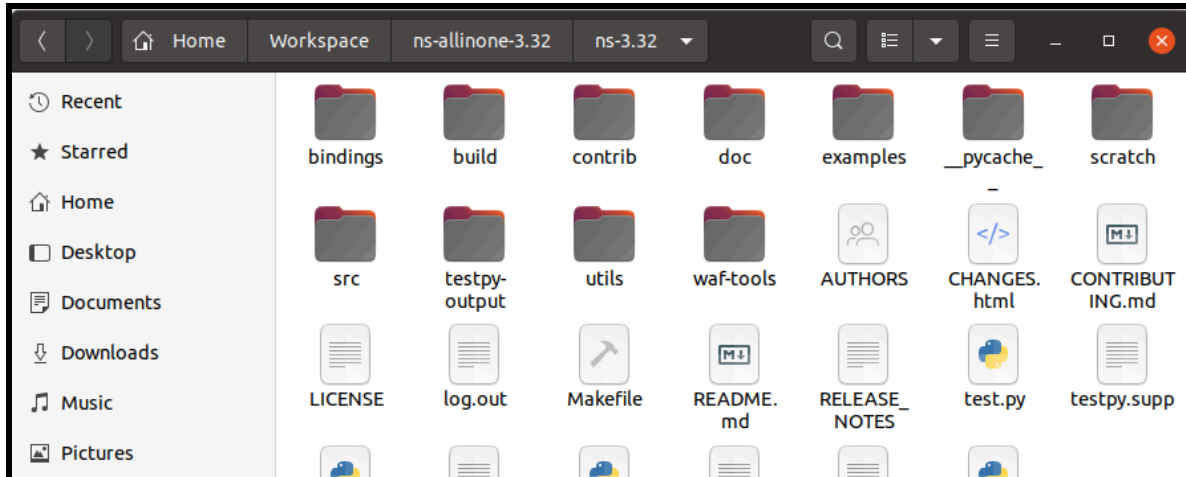 Home Workspace ns-allinone-3.32 ns-3.32
Recent
Starred
Home
Desktop
Documents
Downloads
Music
Pictures
bindings build contrib doc examples __pycache_ scratch
_
src testpy- utils waf-tools AUTHORS CHANGES. CONTRIBUT
output html ING.md
LICENSE log.out Makefile README. RELEASE_ test.py testpy.supp
md NOTES